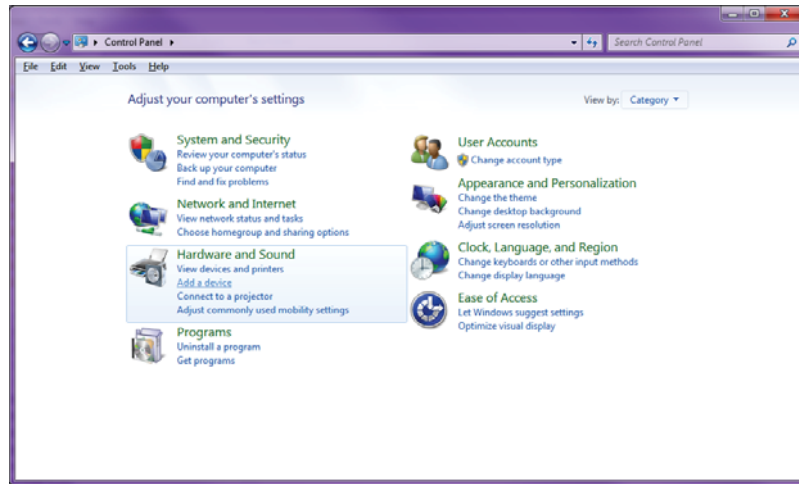 Control Panel
Search Control Panel
File Edit View Tools Help
Adjust your computer's settings
View by: Category
System and Security
Review your computer's status
Back up your computer
Find and fix problems
Network and Internet
View network status and tasks
Choose homegroup and sharing options
Hardware and Sound
View devices and printers
Add a device
Connect to a projector
Adjust commonly used mobility settings
Programs
Uninstall a program
Get programs
User Accounts
Change account type
Appearance and Personalization
Change the theme
Change desktop background
Adjust screen resolution
Clock, Language, and Region
Change keyboards or other input methods
Change display language
Ease of Access
Let Windows suggest settings
Optimize visual display